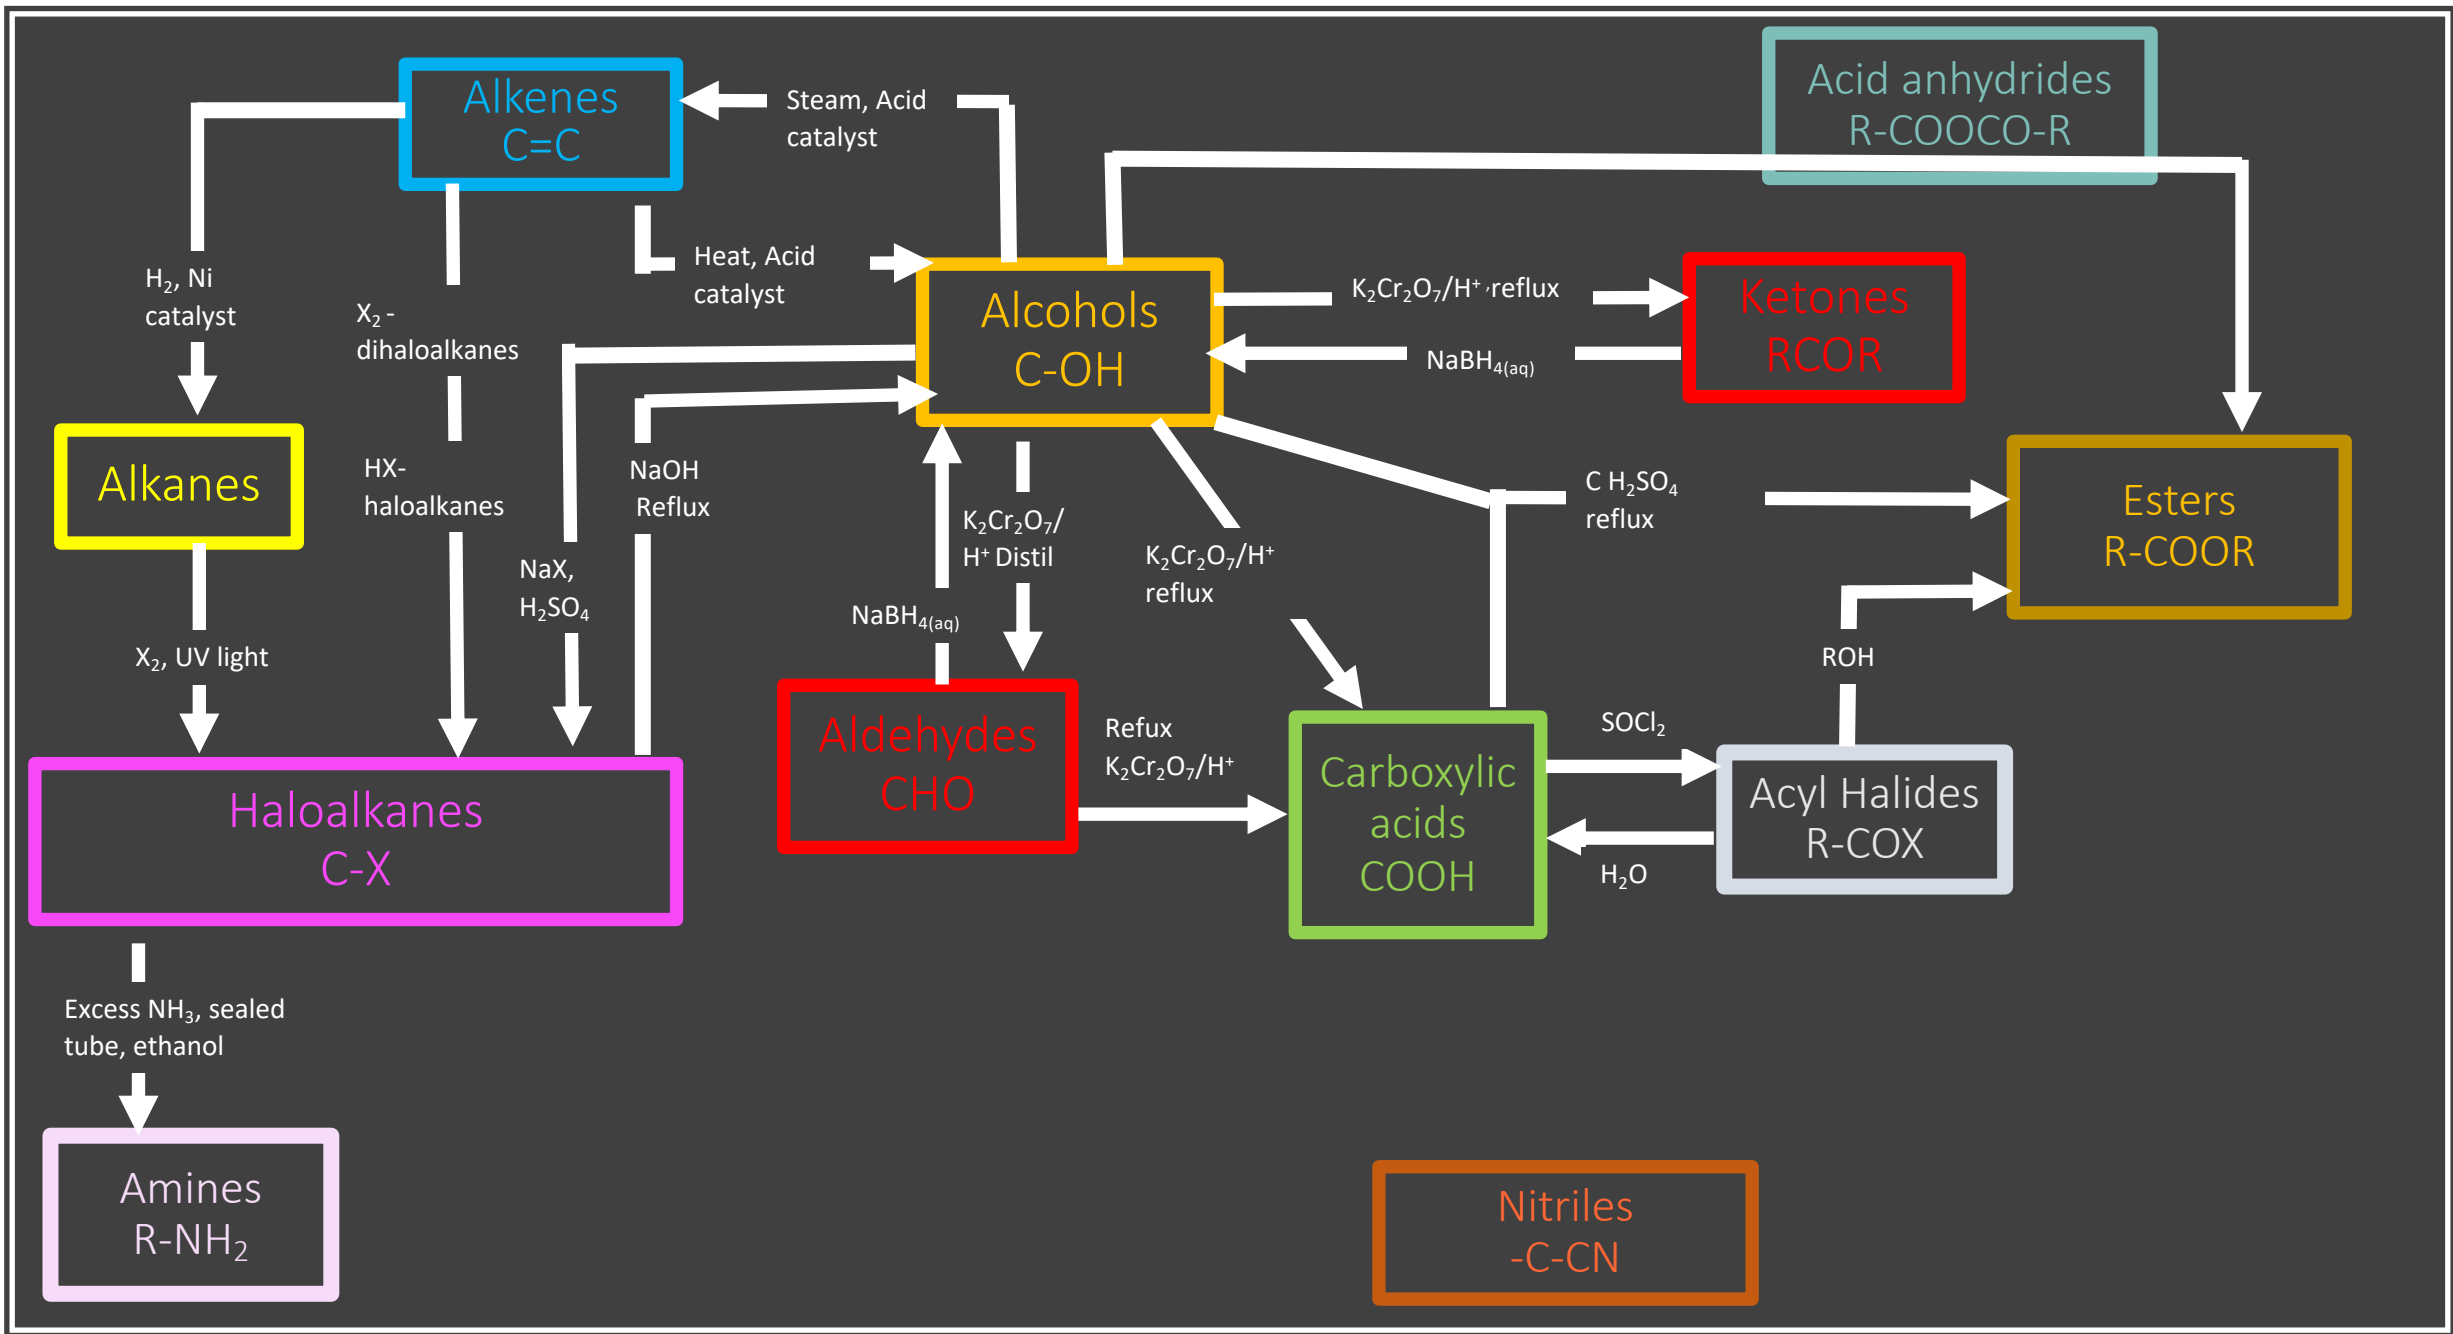 Alkenes
C=C
Steam, Acid
catalyst
Acid anhydrides
R-COOCO-R
H₂, Ni
catalyst
X₂ -
dihaloalkanes
Heat, Acid
catalyst
Alcohols
C-OH
K₂Cr₂O₇/H⁺ ,reflux
NaBH₄₍aq₎
Ketones
RCOR
Alkanes
HX-
haloalkanes
NaOH
Reflux
NaX,
H₂SO₄
K₂Cr₂O₇/
H⁺ Distil
NaBH₄₍aq₎
K₂Cr₂O₇/H⁺
reflux
C H₂SO₄
reflux
Esters
R-COOR
X₂, UV light
ROH
Haloalkanes
C-X
Aldehydes
CHO
Refux
K₂Cr₂O₇/H⁺
Carboxylic
acids
COOH
SOCl₂
H₂O
Acyl Halides
R-COX
Excess NH₃, sealed
tube, ethanol
Amines
R-NH₂
Nitriles
-C-CN